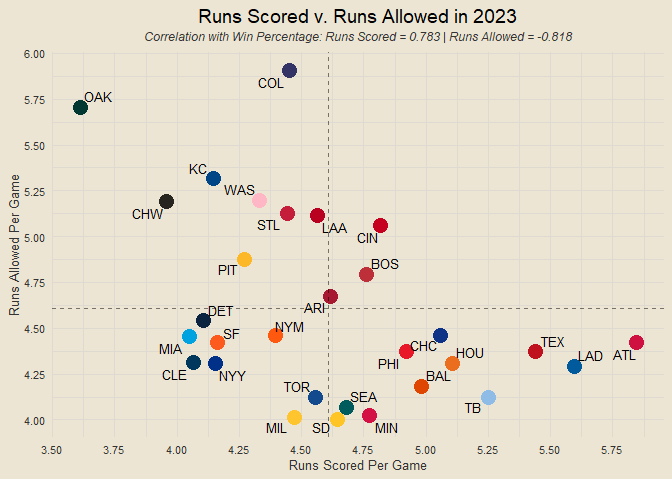 Runs Scored v. Runs Allowed in 2023
Correlation with Win Percentage: Runs Scored = 0.783 | Runs Allowed = -0.818
6.00
COL
OAK
5.75
5.50
KC
5.25
WAS
CHW
STL
LAA
CIN
5.00
PIT
BOS
4.75
ARI
DET
4.50
SF
NYM
MIA
CHC
TEX
HOU
LAD
ATL
PHI
CLE
NYY
BAL
4.25
TOR
SEA
TB
4.00
MIL
SD
MIN
Runs Allowed Per Game
3.50 3.75 4.00 4.25 4.50 4.75 5.00 5.25 5.50 5.75
Runs Scored Per Game